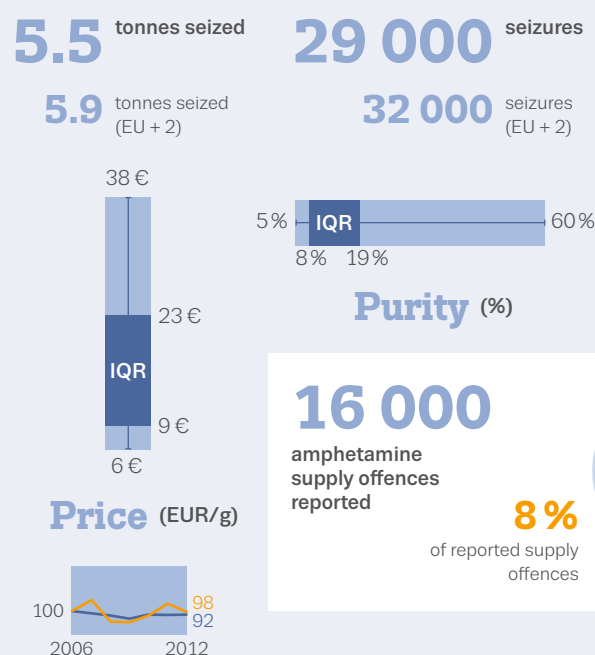 5.5 tonnes seized
29 000 seizures
5.9 tonnes seized
(EU + 2)
32 000 seizures
(EU + 2)
38 €
23 €
IQR
9 €
6 €
Price (EUR/g)
100
98
92
2006 2012
5 % IQR 60 %
8 % 19 %
Purity (%)
16 000
amphetamine
supply offences
reported
8 %
of reported supply
offences